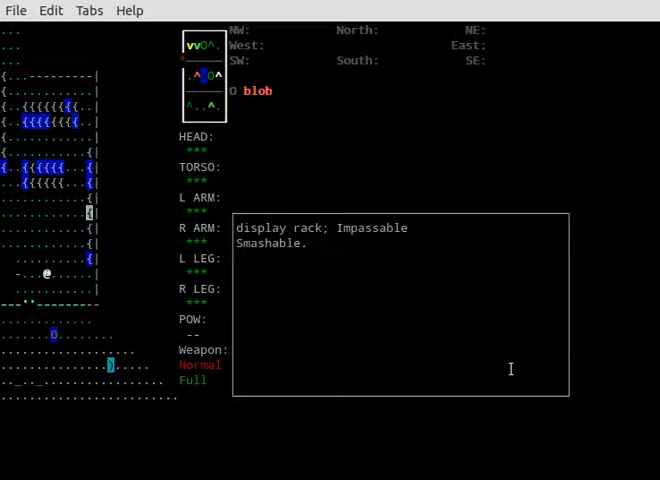 File Edit Tabs Help
NW: North: NE:
West: East:
SW: South: SE:
O blob
HEAD:
***
TORSO:
***
L ARM:
***
R ARM:
***
L LEG:
***
R LEG:
***
POW:
--
Weapon:
Normal
Full
display rack; Impassable
Smashable.